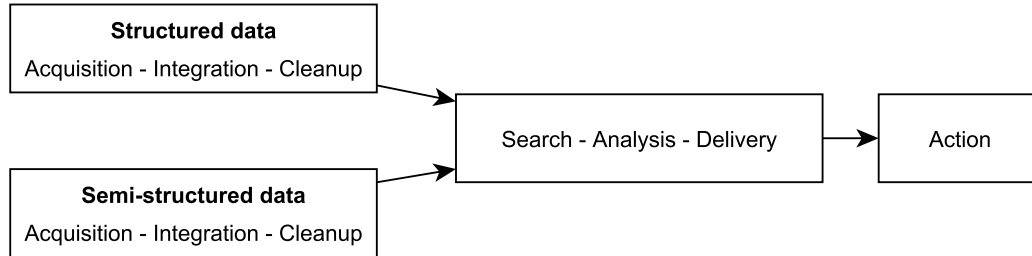 Structured data
Acquisition - Integration - Cleanup
Semi-structured data
Acquisition - Integration - Cleanup
Search - Analysis - Delivery
Action